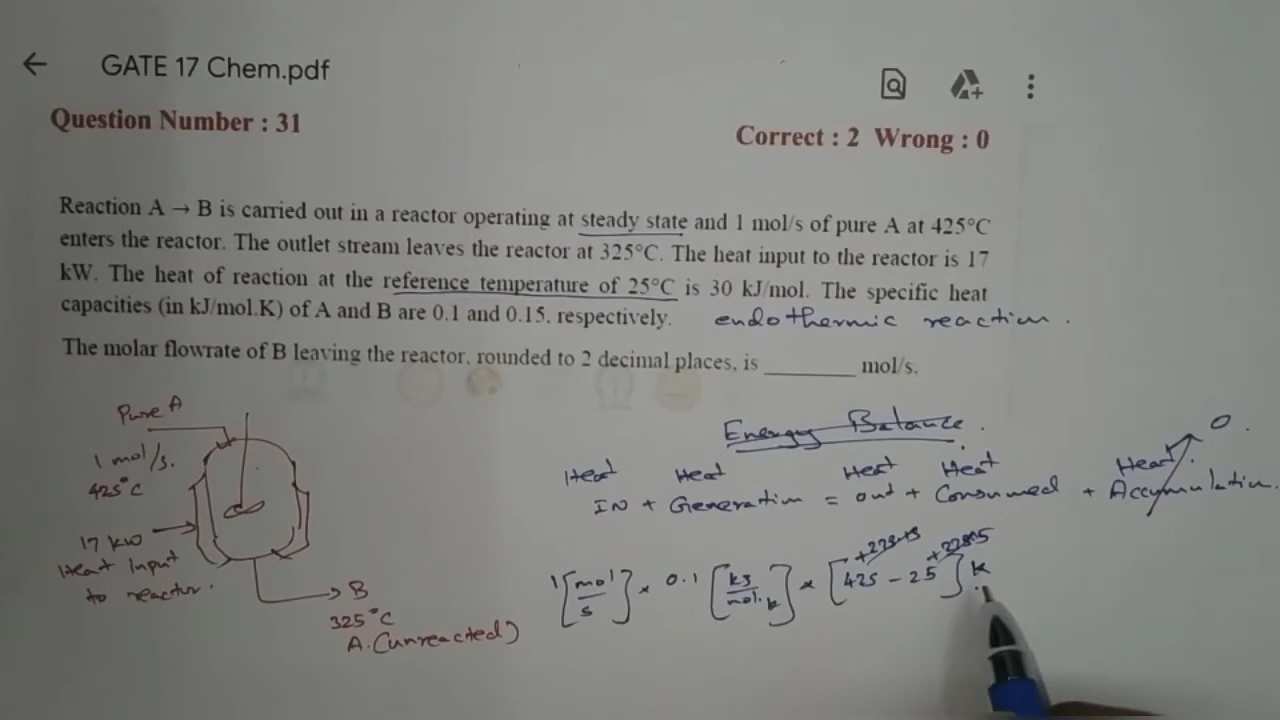 GATE 17 Chem.pdf
Question Number : 31
Correct : 2 Wrong : 0
Reaction A → B is carried out in a reactor operating at steady state and 1 mol/s of pure A at 425°C
enters the reactor. The outlet stream leaves the reactor at 325°C. The heat input to the reactor is 17
kW. The heat of reaction at the reference temperature of 25°C is 30 kJ/mol. The specific heat
capacities (in kJ/mol.K) of A and B are 0.1 and 0.15, respectively.
endothermic reaction.
The molar flowrate of B leaving the reactor, rounded to 2 decimal places, is ________ mol/s.
Pure A
1 mol/s.
425°C
17 kW
Heat Input
to reactor.
B
325°C
A.(unreacted)
Energy Balance.
Heat Heat Heat Heat Heat 0.
IN + Generation = out + Consumed + Accumulation.
1 [mol/s] * 0.1 [kJ/mol.k] * [425 - 25] k